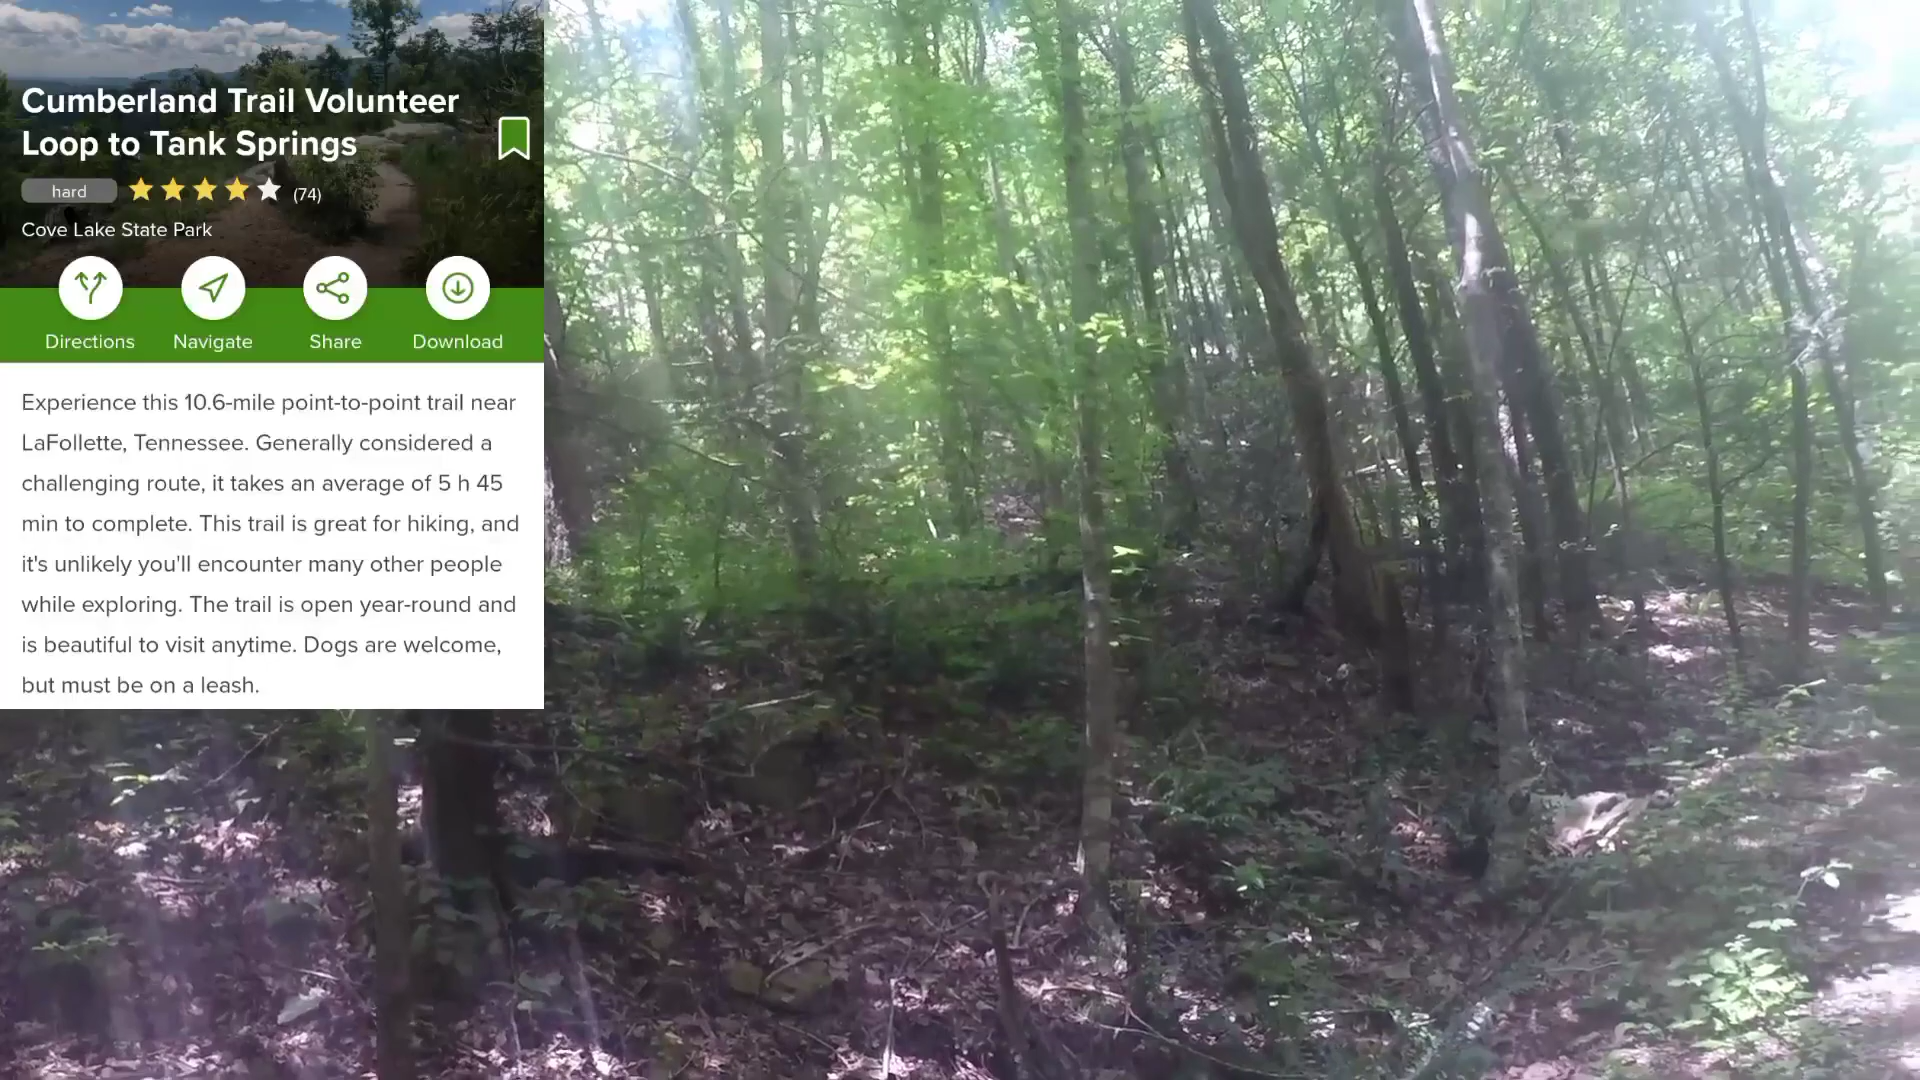 Cumberland Trail Volunteer
Loop to Tank Springs
hard
(74)
Cove Lake State Park
Directions
Navigate
Share
Download
Experience this 10.6-mile point-to-point trail near
LaFollette, Tennessee. Generally considered a
challenging route, it takes an average of 5 h 45
min to complete. This trail is great for hiking, and
it's unlikely you'll encounter many other people
while exploring. The trail is open year-round and
is beautiful to visit anytime. Dogs are welcome,
but must be on a leash.